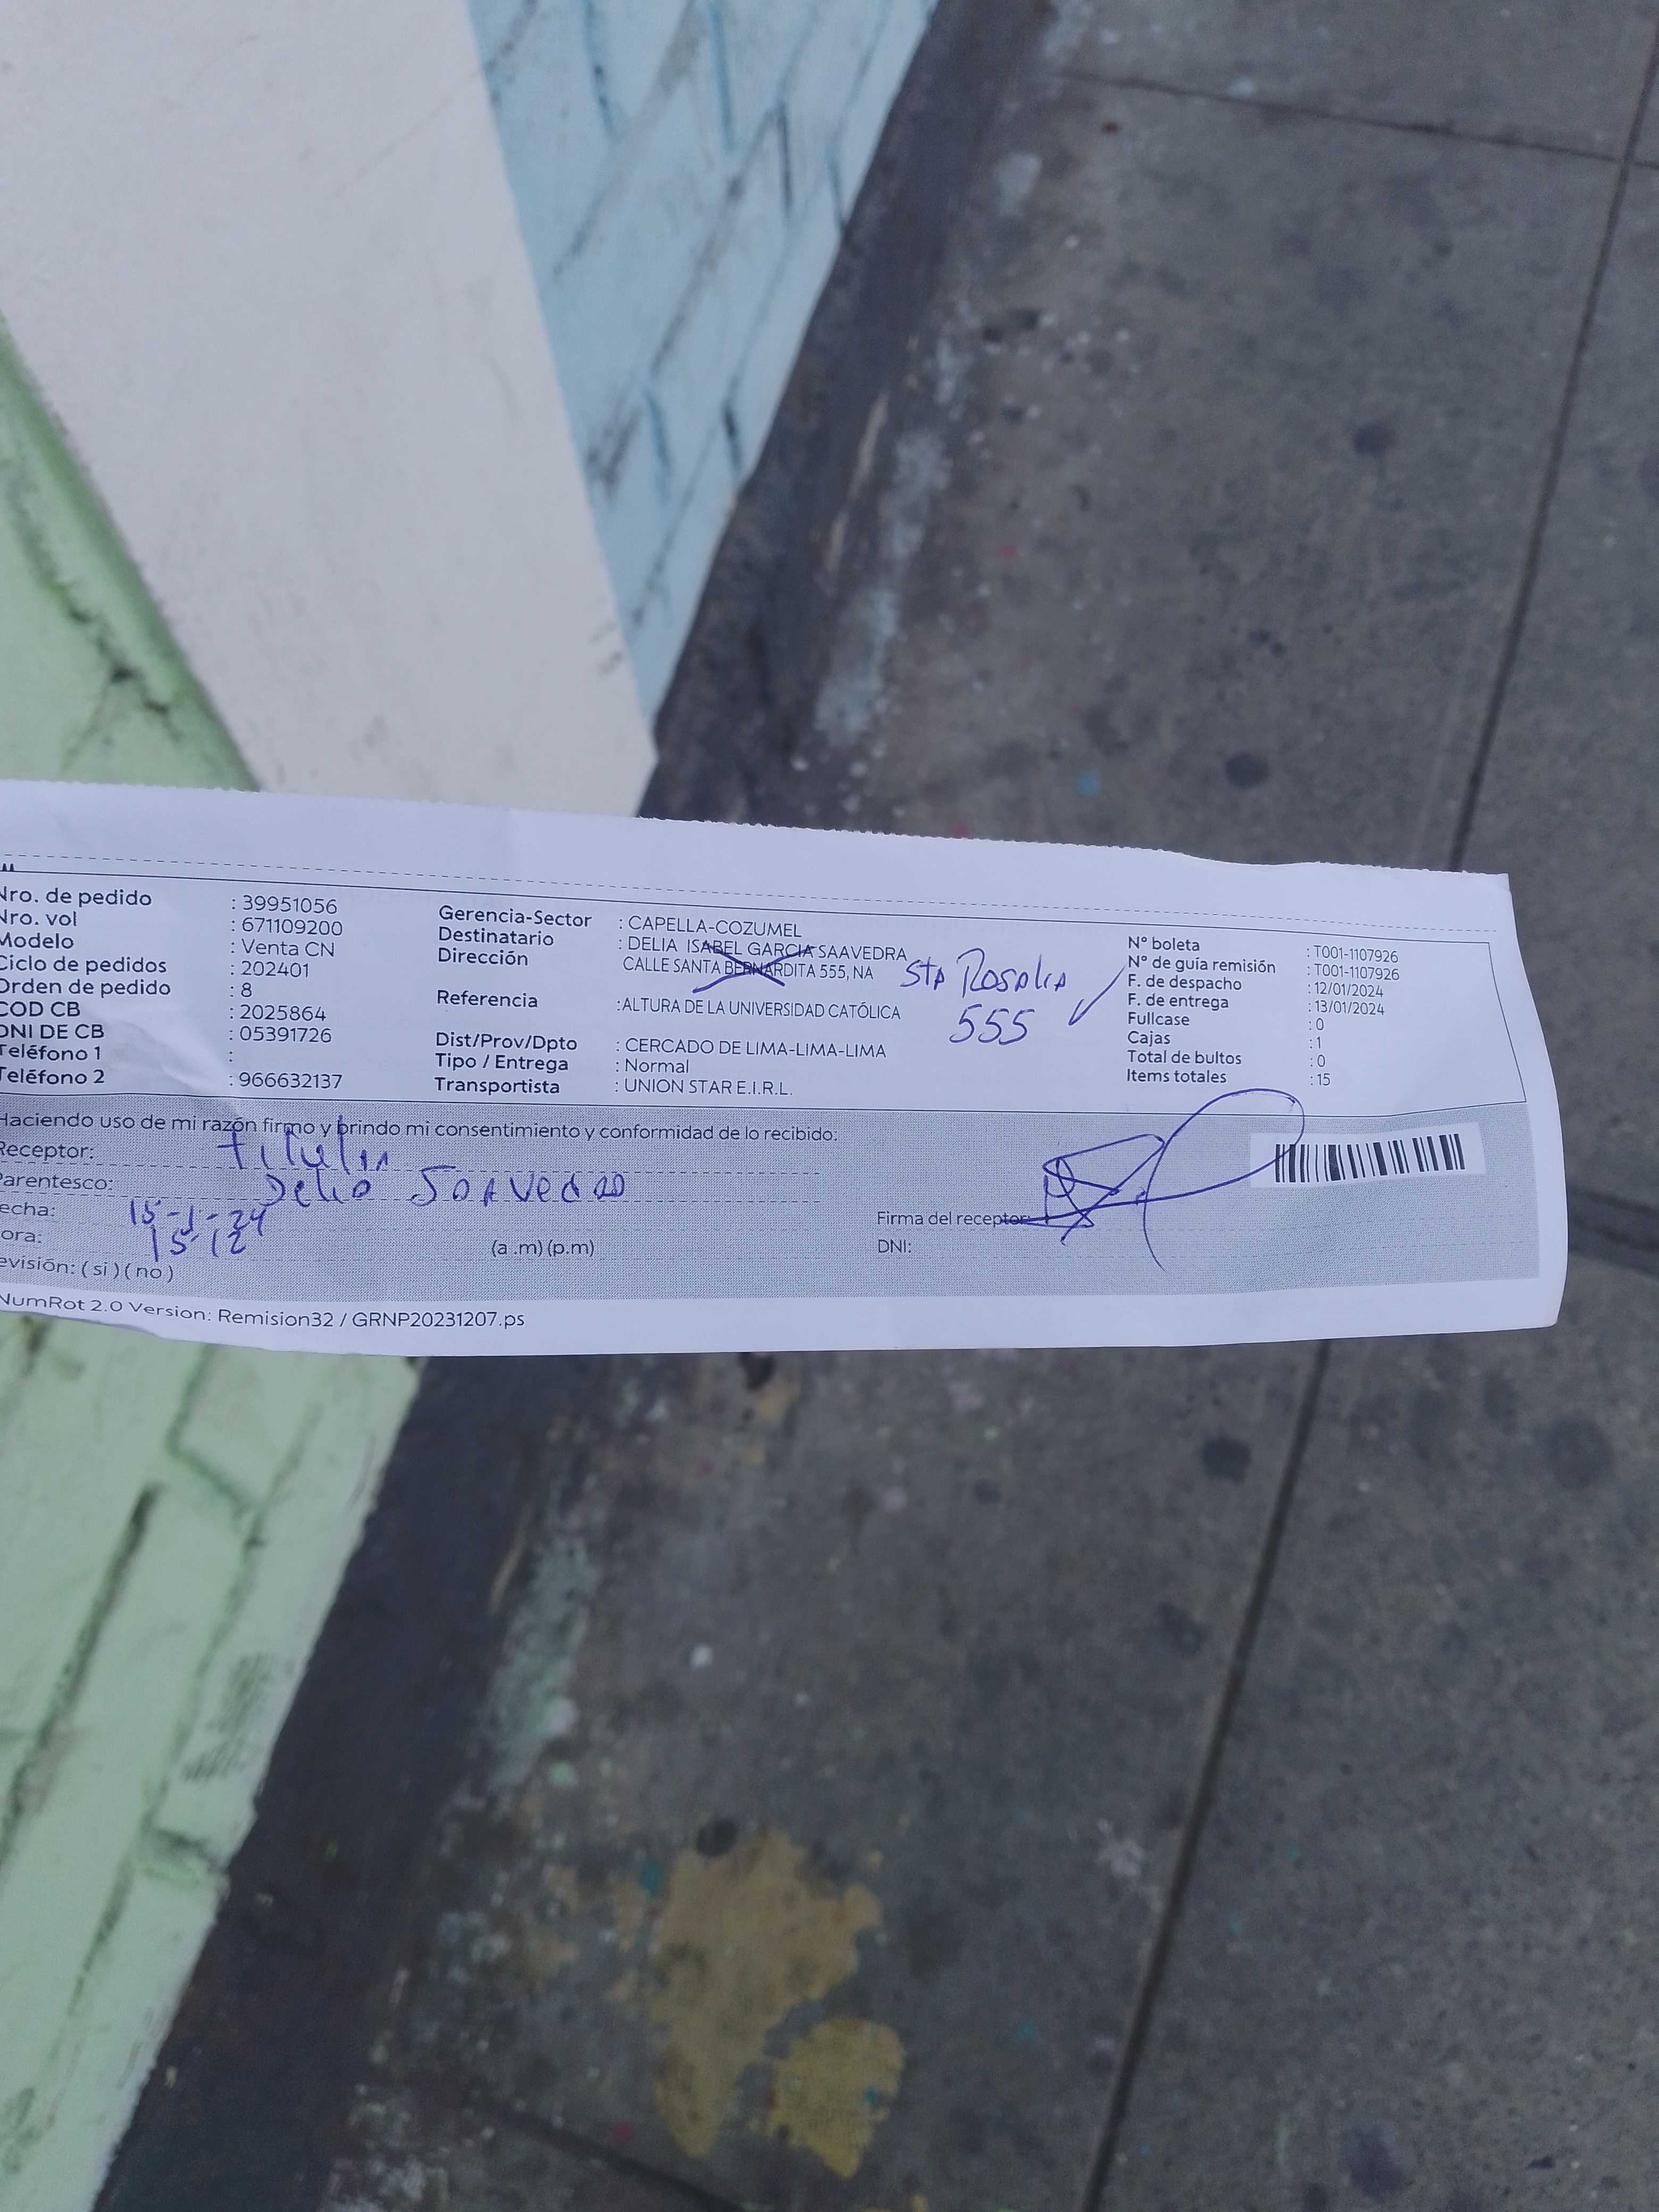 Nro. de pedido : 39951056
Nro. vol : 671109200
Modelo : Venta CN
Ciclo de pedidos : 202401
Orden de pedido : 8
COD CB : 2025864
DNI DE CB : 05391726
Teléfono 1 :
Teléfono 2 : 966632137
Gerencia-Sector : CAPELLA-COZUMEL
Destinatario : DELIA ISABEL GARCIA SAAVEDRA
Dirección CALLE SANTA BERNARDITA 555, NA
Sta Rosalia
555
Referencia : ALTURA DE LA UNIVERSIDAD CATÓLICA
Dist/Prov/Dpto : CERCADO DE LIMA-LIMA-LIMA
Tipo / Entrega : Normal
Transportista : UNION STAR E.I.R.L.
N° boleta : T001-1107926
N° de guía remisión : T001-1107926
F. de despacho : 12/01/2024
F. de entrega : 13/01/2024
Fullcase : 0
Cajas : 1
Total de bultos : 0
Items totales : 15
Haciendo uso de mi razón firmo y brindo mi consentimiento y conformidad de lo recibido:
Receptor: titular
Parentesco: Delia Saavedra
echa: 15-1-24
ora: 15-12 (a .m) (p.m)
evisión: ( si ) ( no )
Firma del receptor:
DNI:
NumRot 2.0 Version: Remision32 / GRNP20231207.ps